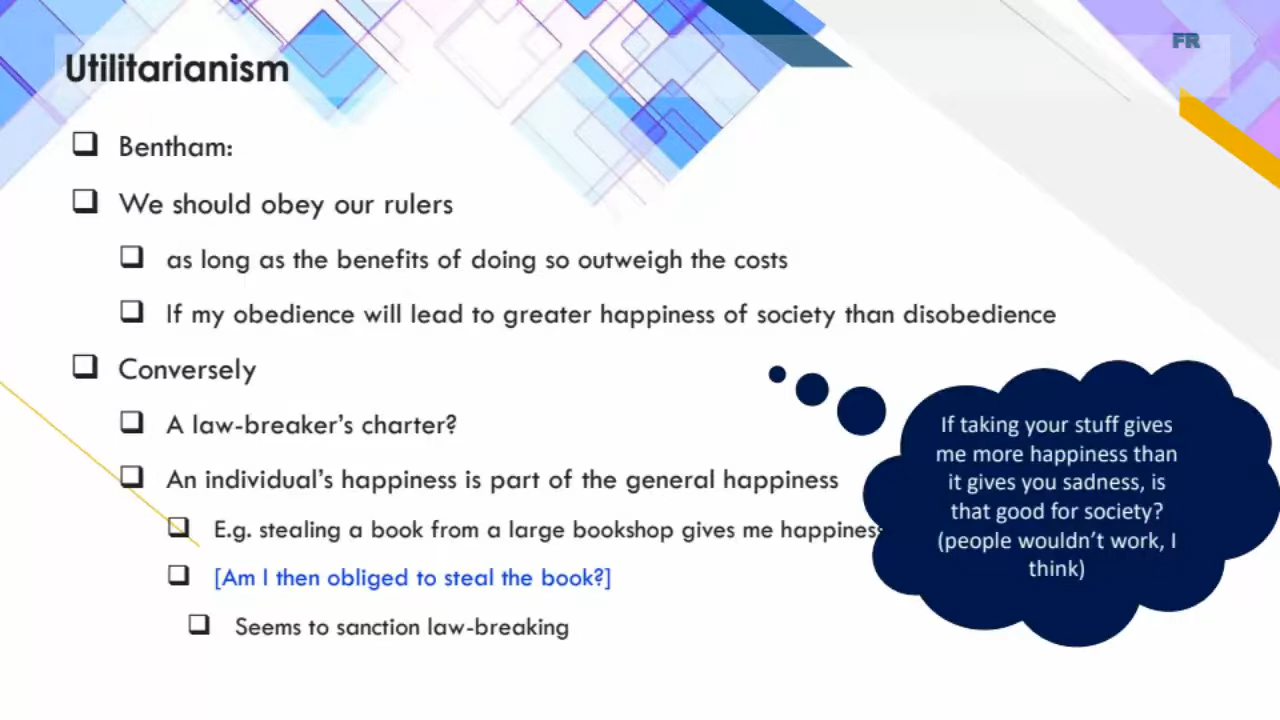 FR
Utilitarianism
Bentham:
We should obey our rulers
as long as the benefits of doing so outweigh the costs
If my obedience will lead to greater happiness of society than disobedience
Conversely
A law-breaker's charter?
An individual's happiness is part of the general happiness
E.g. stealing a book from a large bookshop gives me happiness
[Am I then obliged to steal the book?]
Seems to sanction law-breaking
If taking your stuff gives
me more happiness than
it gives you sadness, is
that good for society?
(people wouldn't work, I
think)